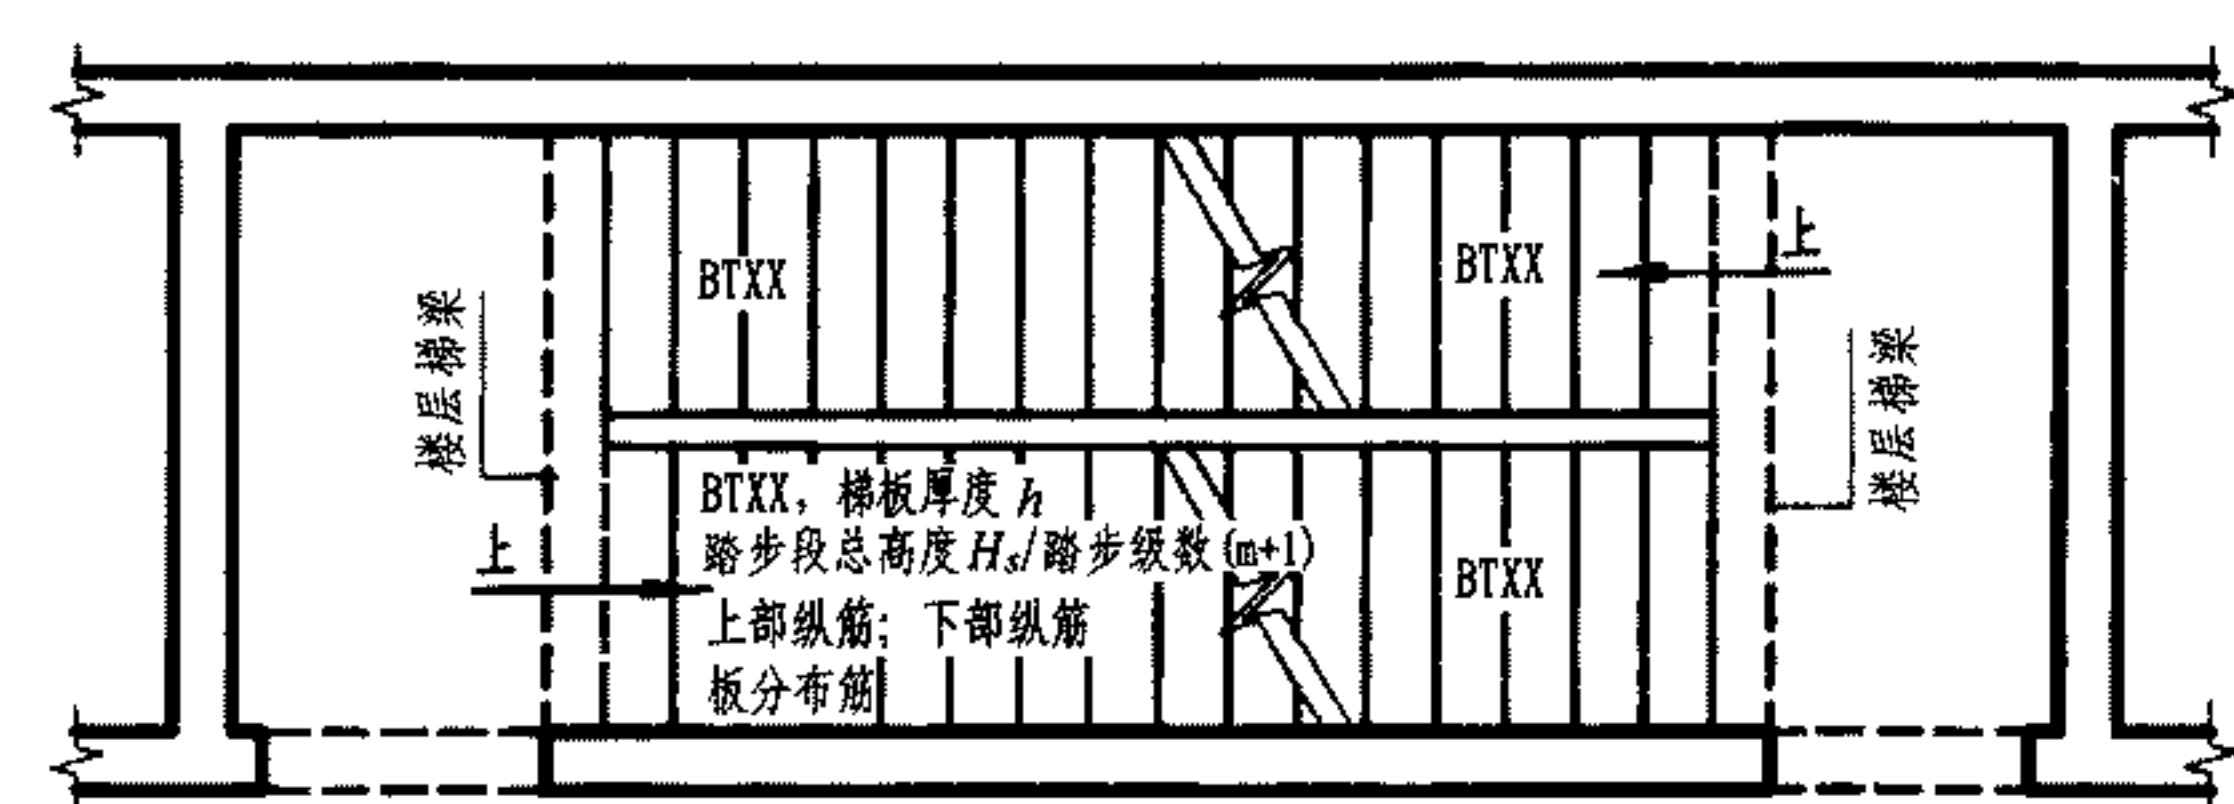 BTXX
BTXX
上
楼层梯梁
楼层梯梁
上
BTXX，梯板厚度 h
踏步段总高度 Hs/踏步级数(m+1)
上部纵筋；下部纵筋
板分布筋
BTXX